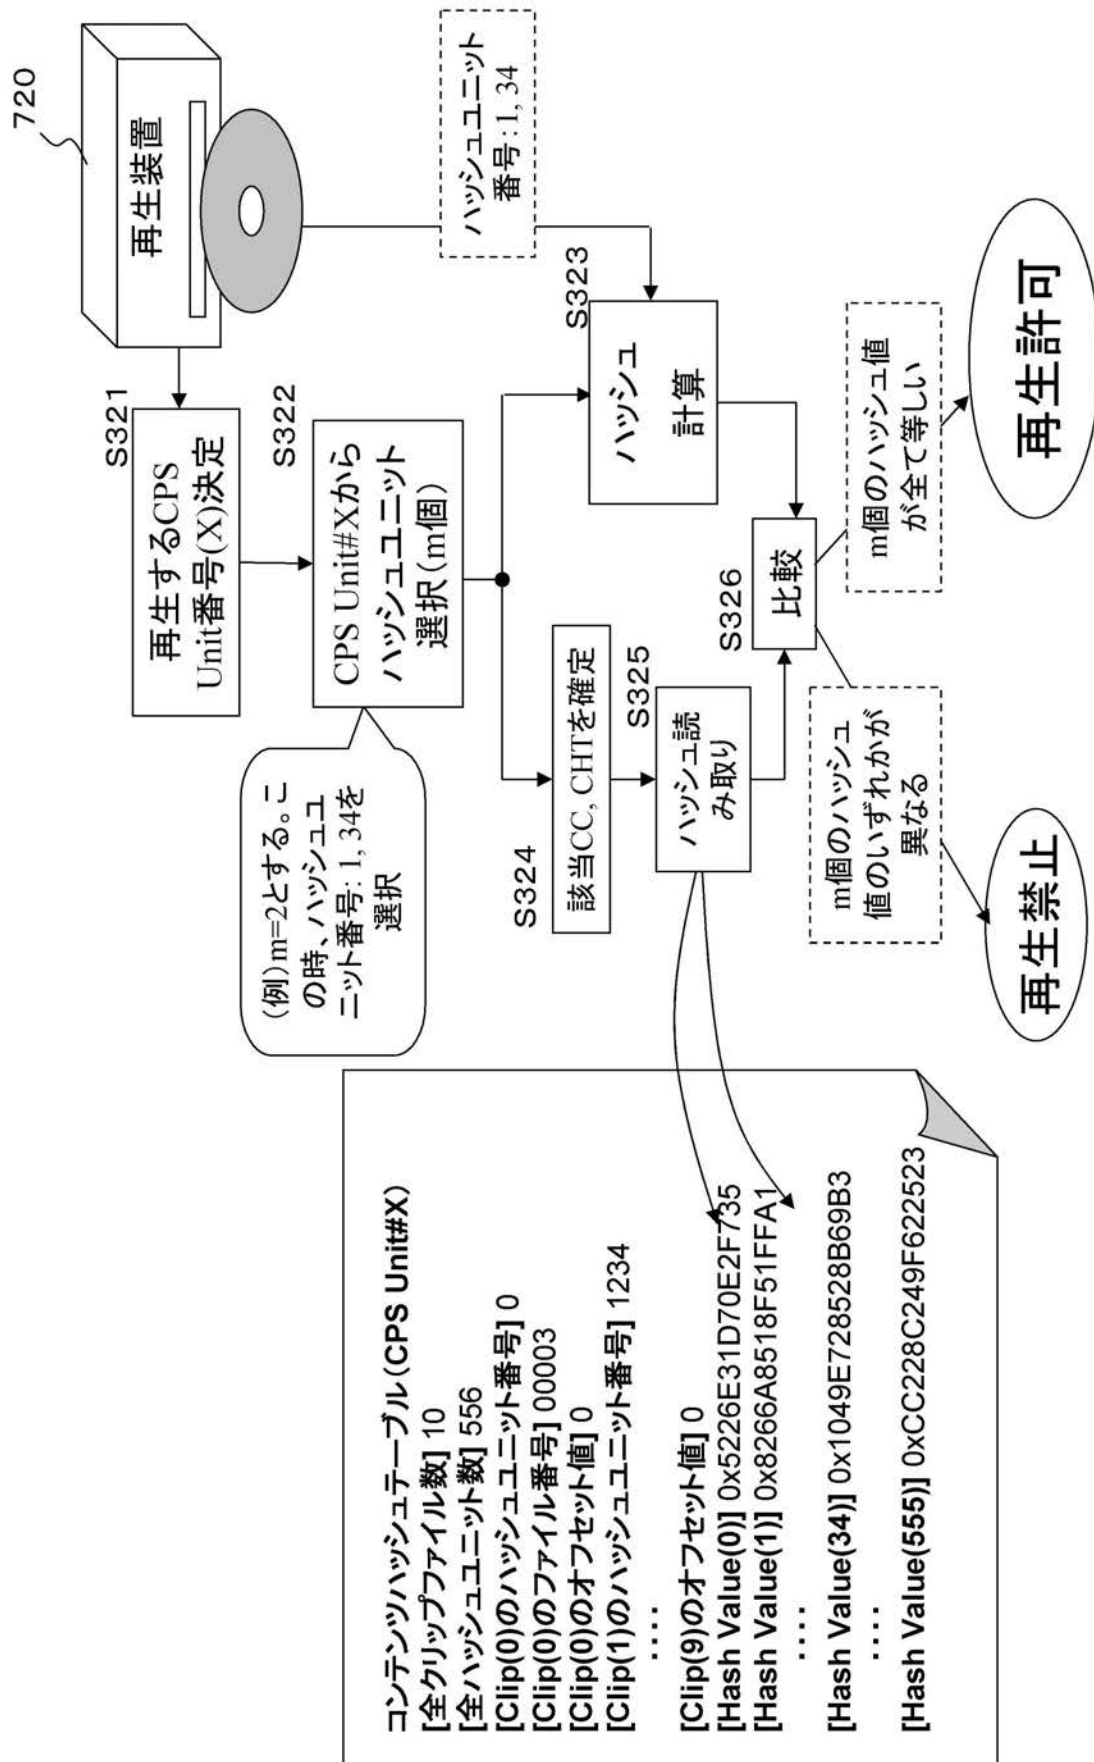 720
再生装置
S321
再生するCPS
Unit番号(X)決定
S322
CPS Unit#Xから
ハッシュユニット
選択(m個)
(例)m=2とする。こ
の時、ハッシュユ
ニット番号: 1, 34を
選択
ハッシュユニット
番号: 1, 34
S323
ハッシュ
計算
S324
該当CC, CHTを確定
S325
ハッシュ読
み取り
S326
比較
m個のハッシュ値
が全て等しい
再生許可
m個のハッシュ
値のいずれかが
異なる
再生禁止
コンテンツハッシュテーブル(CPS Unit#X)
[全クリップファイル数] 10
[全ハッシュユニット数] 556
[Clip(0)のハッシュユニット番号] 0
[Clip(0)のファイル番号] 00003
[Clip(0)のオフセット値] 0
[Clip(1)のハッシュユニット番号] 1234
····
[Clip(9)のオフセット値] 0
[Hash Value(0)] 0x5226E31D70E2F735
[Hash Value(1)] 0x8266A8518F51FFA1
····
[Hash Value(34)] 0x1049E728528B69B3
····
[Hash Value(555)] 0xCC228C249F622523